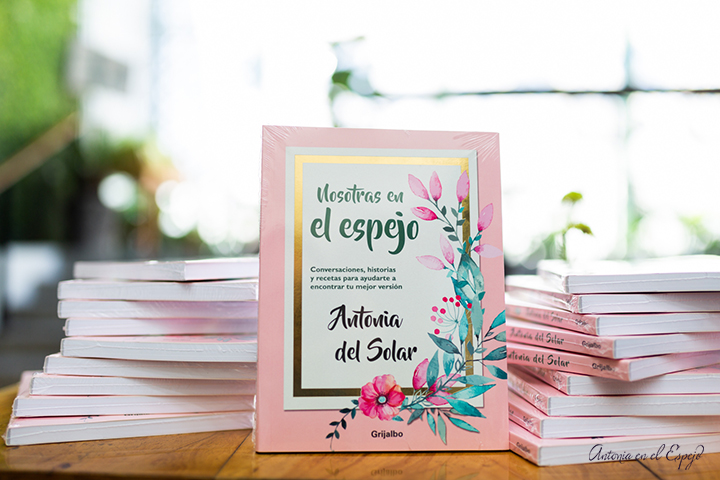 Nosotras en
el espejo
Conversaciones, historias
y recetas para ayudarte a
encontrar tu mejor versión
Antonia
del Solar
Grijalbo
Antonia del Solar
Antonia del Solar
Antonia en el Espejo